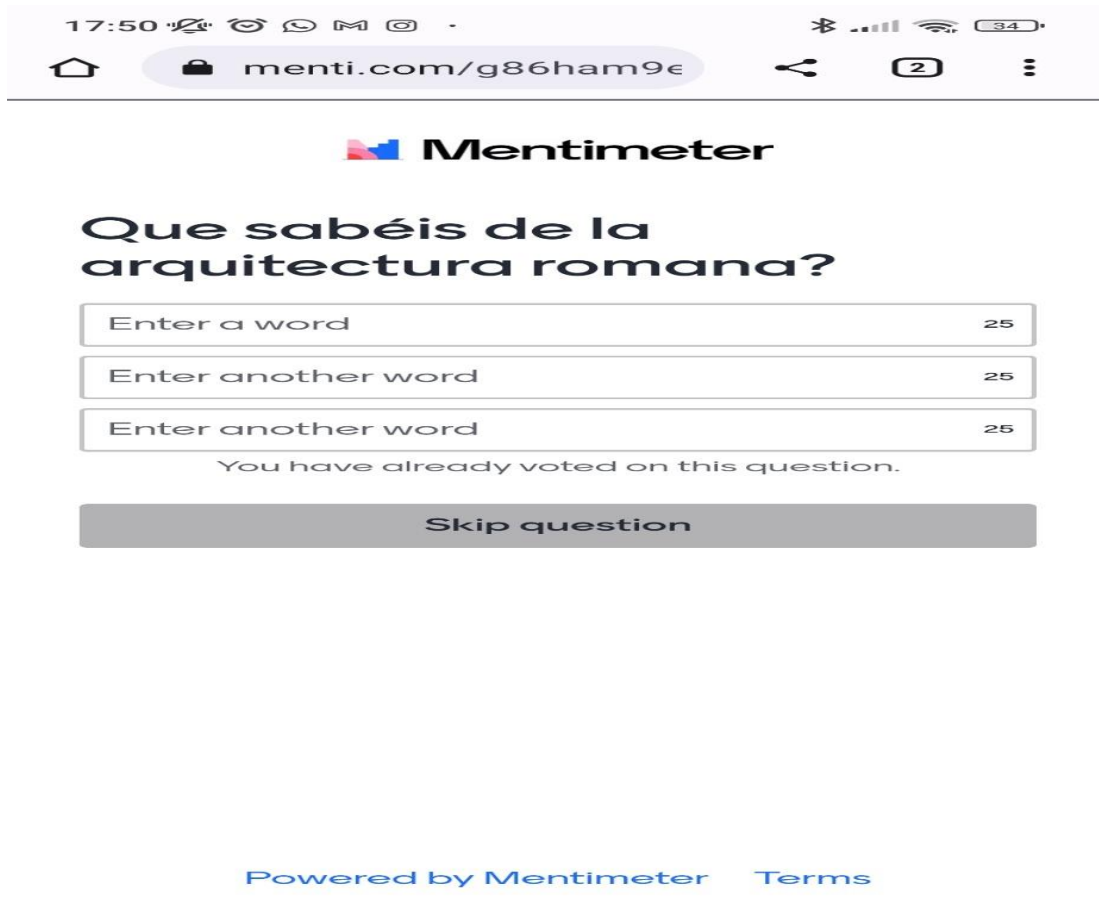 17:50 34
menti.com/g86ham9e 2
Mentimeter
Que sabéis de la
arquitectura romana?
Enter a word 25
Enter another word 25
Enter another word 25
You have already voted on this question.
Skip question
Powered by Mentimeter Terms